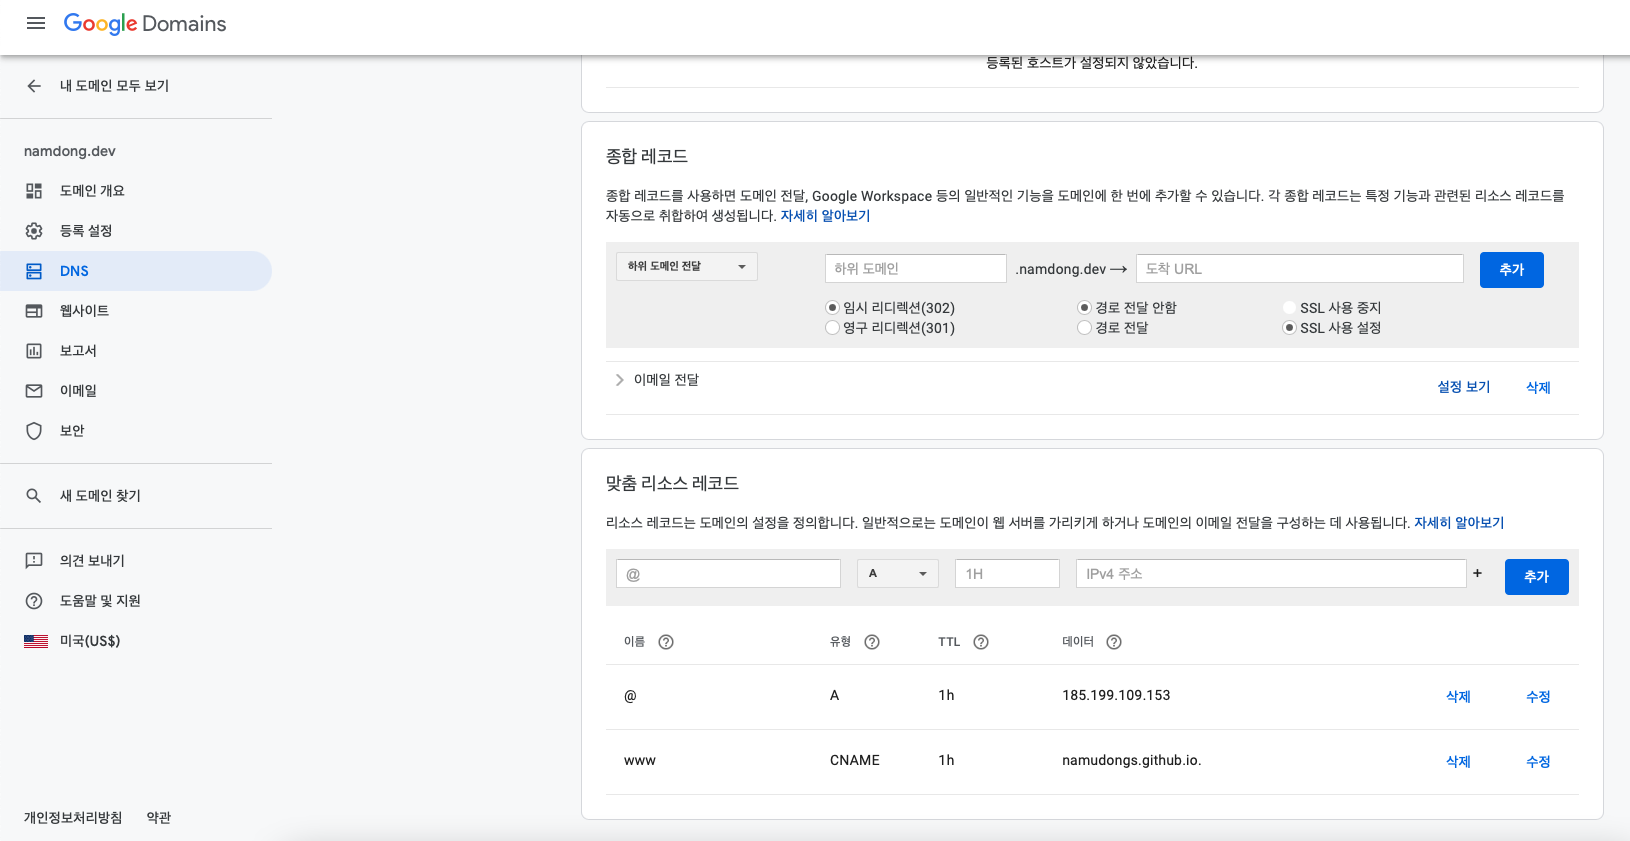 Google Domains
내 도메인 모두 보기
namdong.dev
도메인 개요
등록 설정
DNS
웹사이트
보고서
이메일
보안
새 도메인 찾기
의견 보내기
도움말 및 지원
미국(US$)
개인정보처리방침 약관
등록된 호스트가 설정되지 않았습니다.
종합 레코드
종합 레코드를 사용하면 도메인 전달, Google Workspace 등의 일반적인 기능을 도메인에 한 번에 추가할 수 있습니다. 각 종합 레코드는 특정 기능과 관련된 리소스 레코드를
자동으로 취합하여 생성됩니다. 자세히 알아보기
하위 도메인 전달 하위 도메인 .namdong.dev → 도착 URL 추가
임시 리디렉션(302) 경로 전달 안함 SSL 사용 중지
영구 리디렉션(301) 경로 전달 SSL 사용 설정
이메일 전달 설정 보기 삭제
맞춤 리소스 레코드
리소스 레코드는 도메인의 설정을 정의합니다. 일반적으로는 도메인이 웹 서버를 가리키게 하거나 도메인의 이메일 전달을 구성하는 데 사용됩니다. 자세히 알아보기
@ A 1H IPv4 주소 + 추가
이름 유형 TTL 데이터
@ A 1h 185.199.109.153 삭제 수정
www CNAME 1h namudongs.github.io. 삭제 수정